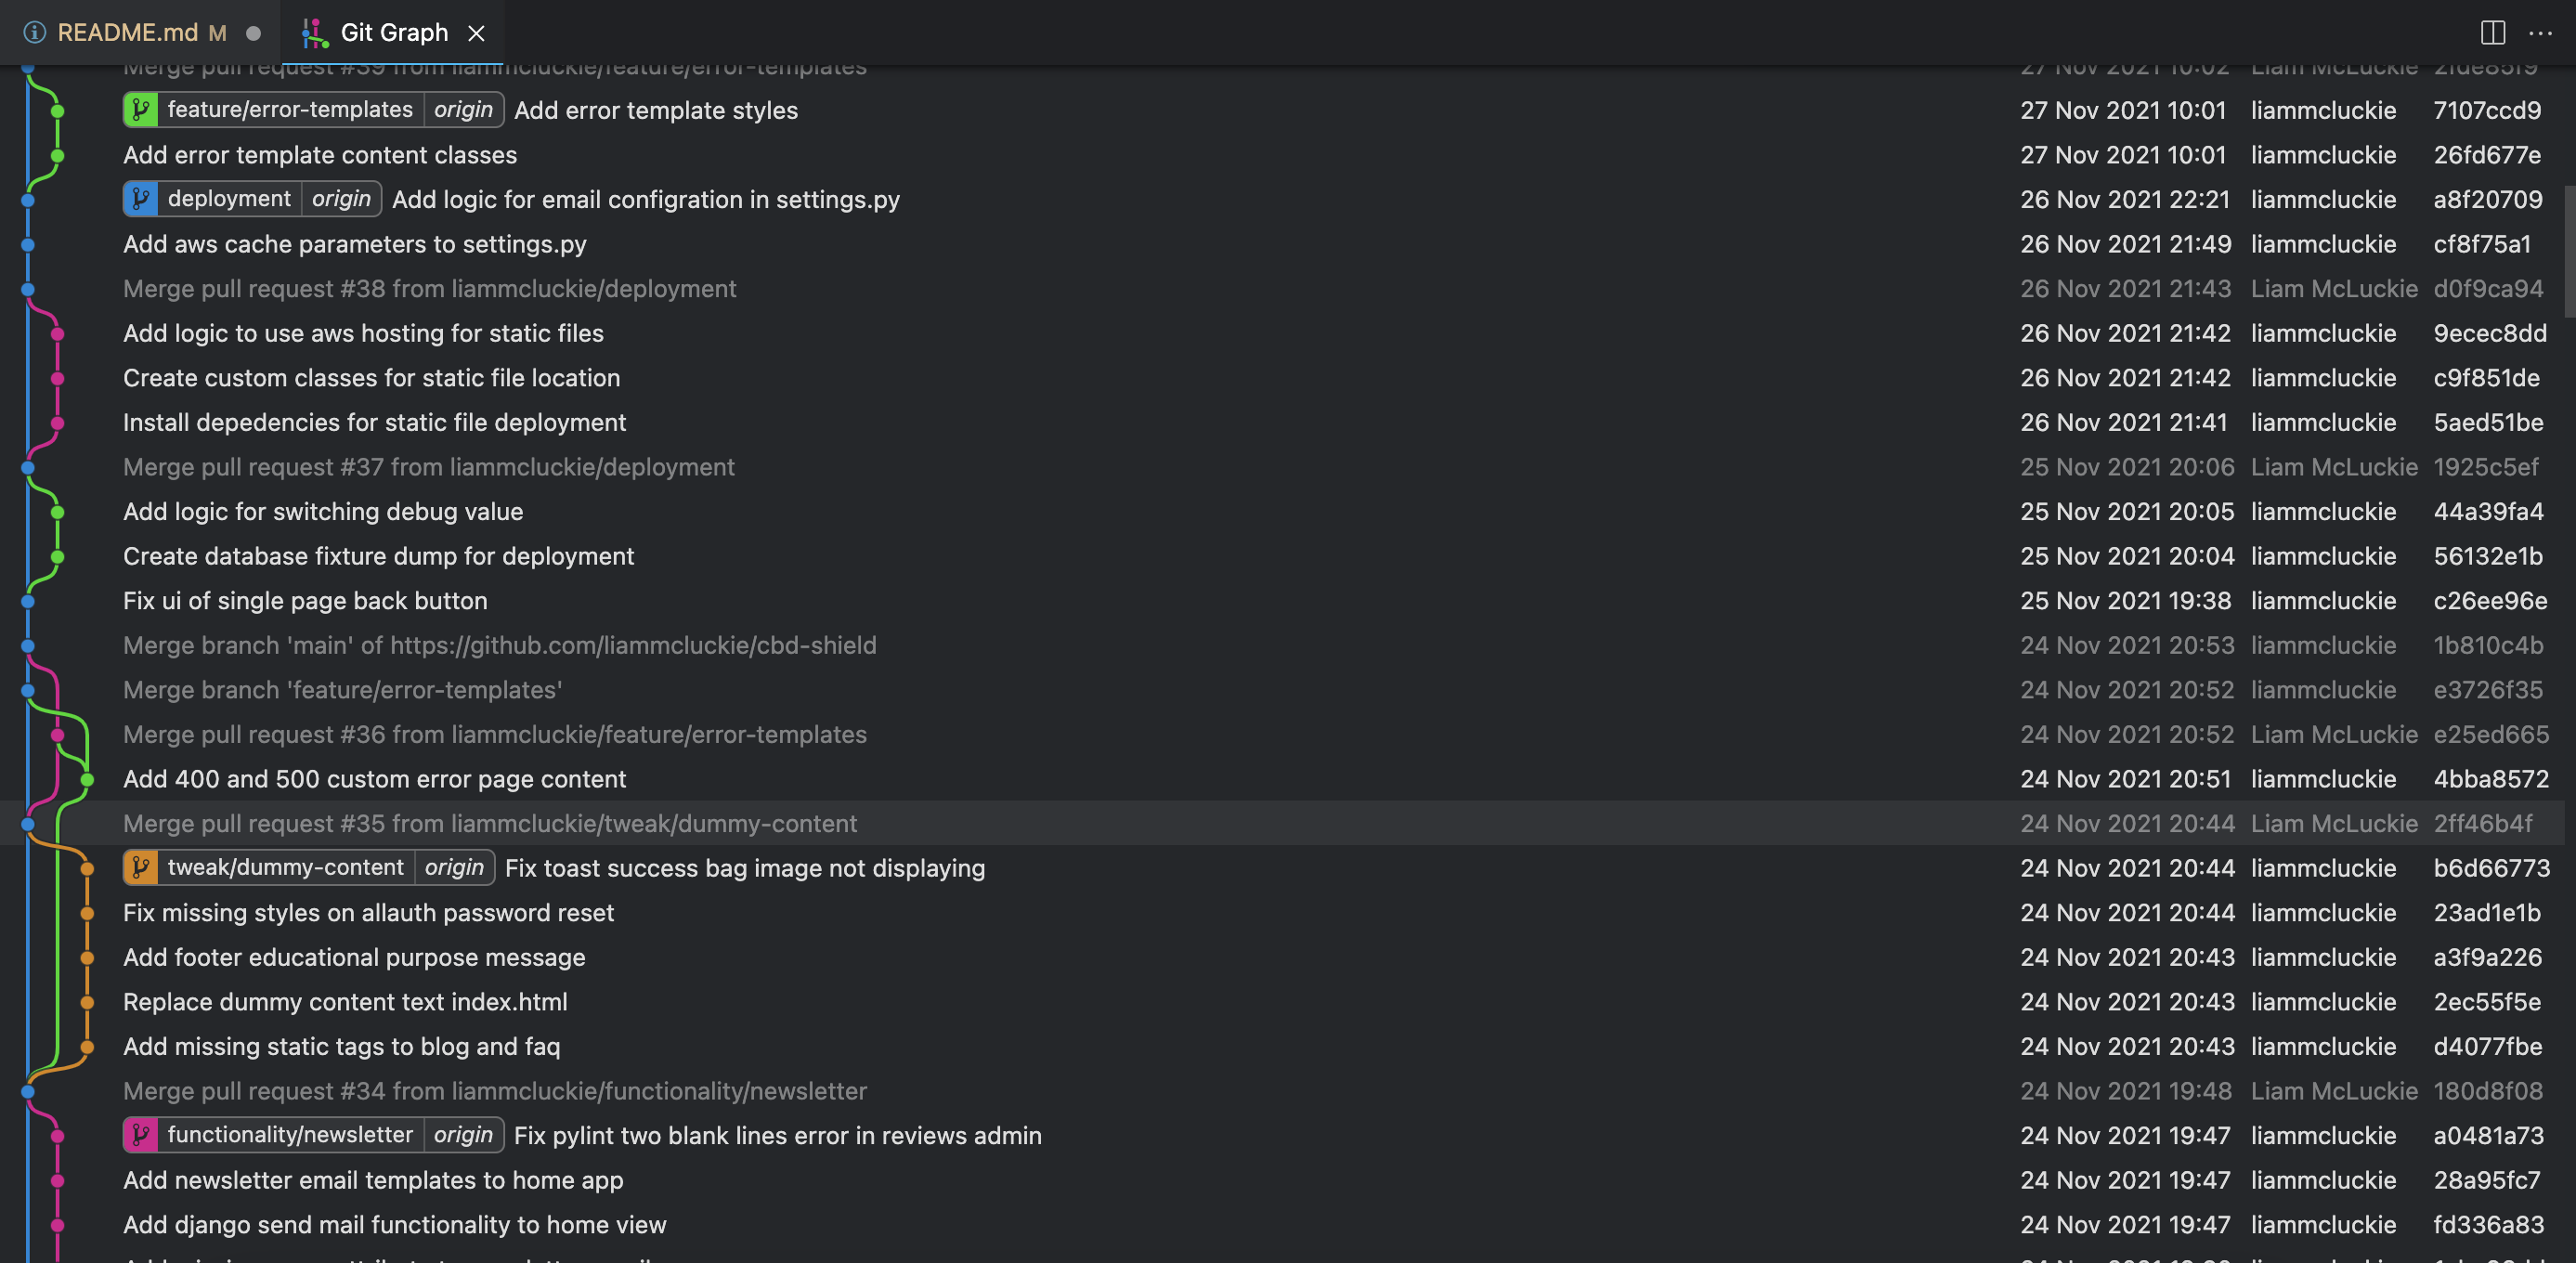 README.md M Git Graph
Merge pull request #39 from liammcluckie/feature/error-templates 27 Nov 2021 10:02 Liam McLuckie 2fde85f9
feature/error-templates origin Add error template styles 27 Nov 2021 10:01 liammcluckie 7107ccd9
Add error template content classes 27 Nov 2021 10:01 liammcluckie 26fd677e
deployment origin Add logic for email configration in settings.py 26 Nov 2021 22:21 liammcluckie a8f20709
Add aws cache parameters to settings.py 26 Nov 2021 21:49 liammcluckie cf8f75a1
Merge pull request #38 from liammcluckie/deployment 26 Nov 2021 21:43 Liam McLuckie d0f9ca94
Add logic to use aws hosting for static files 26 Nov 2021 21:42 liammcluckie 9ecec8dd
Create custom classes for static file location 26 Nov 2021 21:42 liammcluckie c9f851de
Install depedencies for static file deployment 26 Nov 2021 21:41 liammcluckie 5aed51be
Merge pull request #37 from liammcluckie/deployment 25 Nov 2021 20:06 Liam McLuckie 1925c5ef
Add logic for switching debug value 25 Nov 2021 20:05 liammcluckie 44a39fa4
Create database fixture dump for deployment 25 Nov 2021 20:04 liammcluckie 56132e1b
Fix ui of single page back button 25 Nov 2021 19:38 liammcluckie c26ee96e
Merge branch 'main' of https://github.com/liammcluckie/cbd-shield 24 Nov 2021 20:53 liammcluckie 1b810c4b
Merge branch 'feature/error-templates' 24 Nov 2021 20:52 liammcluckie e3726f35
Merge pull request #36 from liammcluckie/feature/error-templates 24 Nov 2021 20:52 Liam McLuckie e25ed665
Add 400 and 500 custom error page content 24 Nov 2021 20:51 liammcluckie 4bba8572
Merge pull request #35 from liammcluckie/tweak/dummy-content 24 Nov 2021 20:44 Liam McLuckie 2ff46b4f
tweak/dummy-content origin Fix toast success bag image not displaying 24 Nov 2021 20:44 liammcluckie b6d66773
Fix missing styles on allauth password reset 24 Nov 2021 20:44 liammcluckie 23ad1e1b
Add footer educational purpose message 24 Nov 2021 20:43 liammcluckie a3f9a226
Replace dummy content text index.html 24 Nov 2021 20:43 liammcluckie 2ec55f5e
Add missing static tags to blog and faq 24 Nov 2021 20:43 liammcluckie d4077fbe
Merge pull request #34 from liammcluckie/functionality/newsletter 24 Nov 2021 19:48 Liam McLuckie 180d8f08
functionality/newsletter origin Fix pylint two blank lines error in reviews admin 24 Nov 2021 19:47 liammcluckie a0481a73
Add newsletter email templates to home app 24 Nov 2021 19:47 liammcluckie 28a95fc7
Add django send mail functionality to home view 24 Nov 2021 19:47 liammcluckie fd336a83